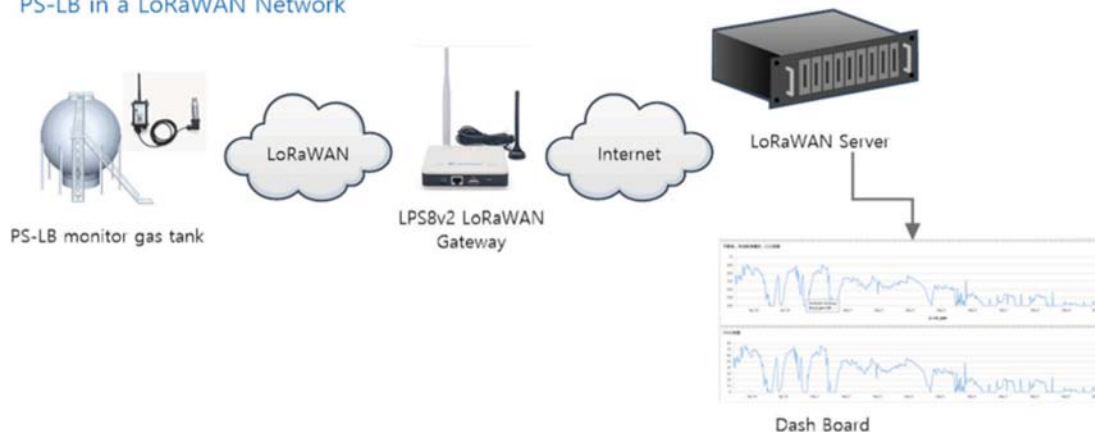 PS-LB in a LoRaWAN Network
LoRaWAN
Internet
LoRaWAN Server
PS-LB monitor gas tank
LPS8v2 LoRaWAN
Gateway
Dash Board